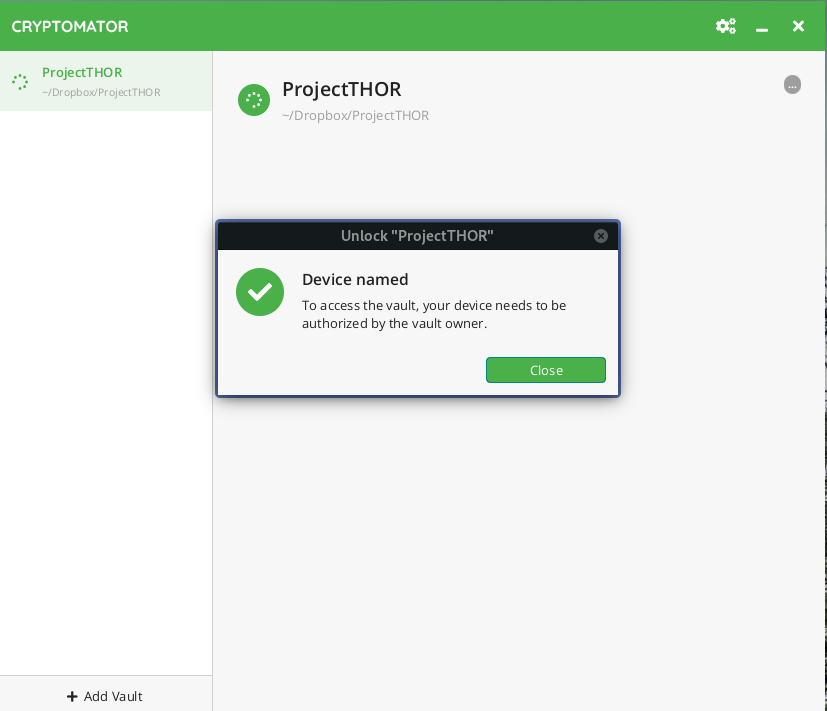 CRYPTOMATOR
ProjectTHOR
~/Dropbox/ProjectTHOR
ProjectTHOR
~/Dropbox/ProjectTHOR
...
Unlock "ProjectTHOR"
Device named
To access the vault, your device needs to be
authorized by the vault owner.
Close
Add Vault